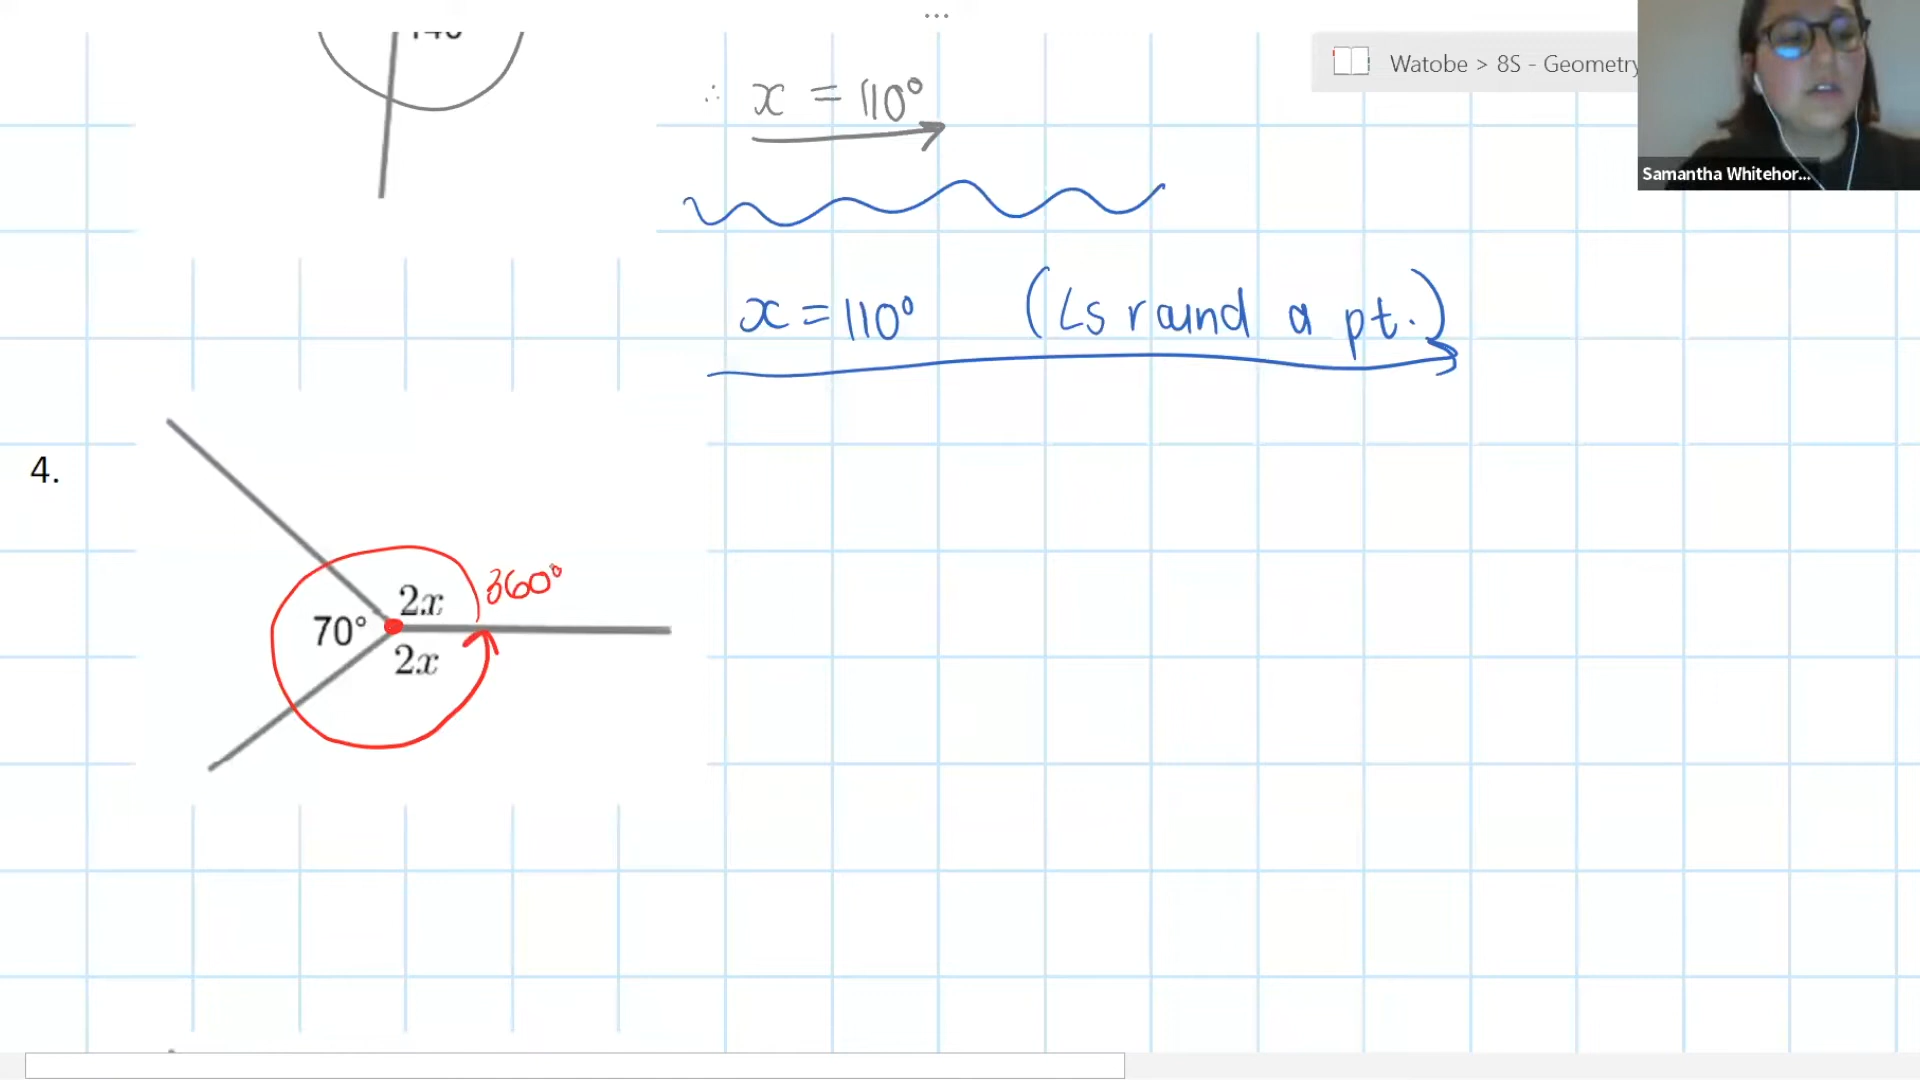 Watobe > 8S - Geometry
∴ x = 110°
Samantha Whitehor...
x = 110° (∠s round a pt.)
4.
360°
2x
70°
2x